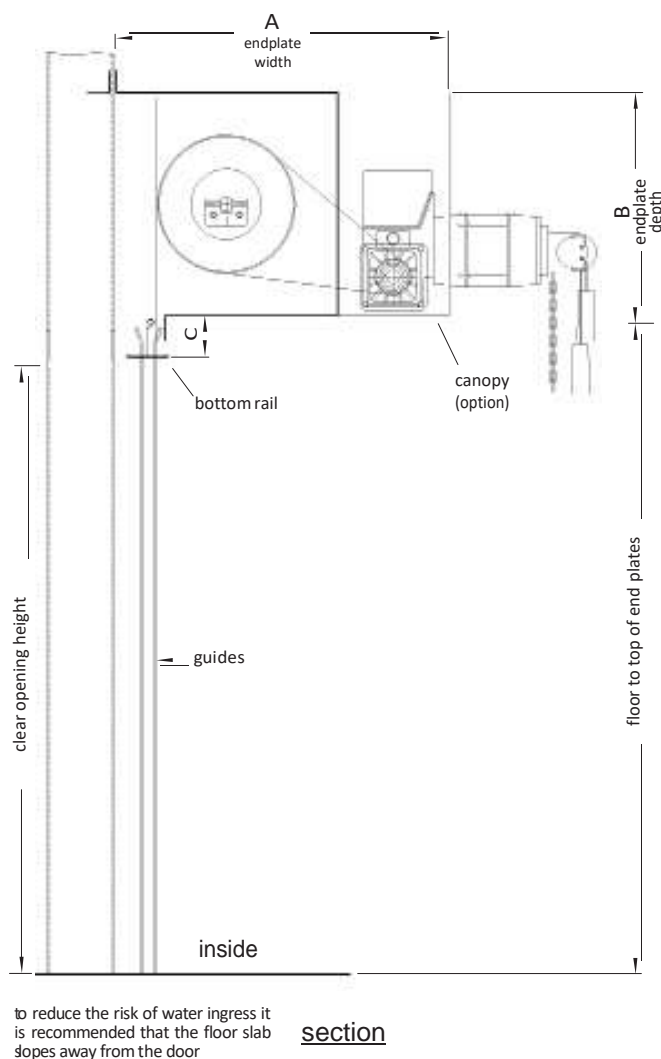 A
endplate
width
B
endplate
depth
C
canopy
(option)
bottom rail
clear opening height
guides
floor to top of end plates
inside
to reduce the risk of water ingress it
is recommended that the floor slab
slopes away from the door
section